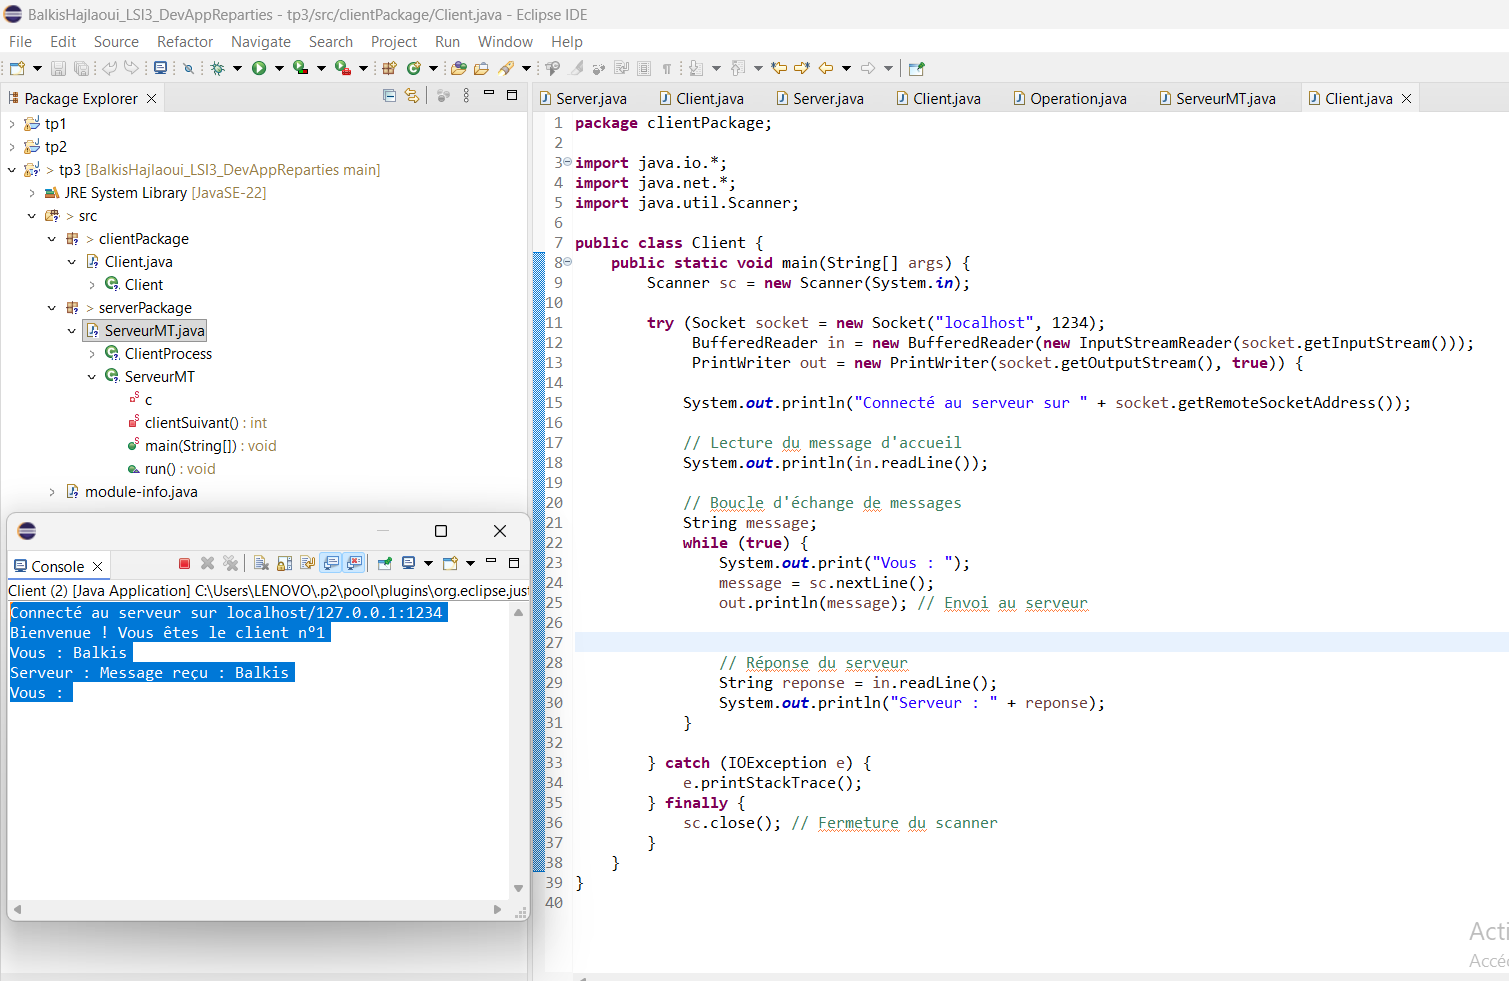 BalkisHajlaoui_LSI3_DevAppReparties - tp3/src/clientPackage/Client.java - Eclipse IDE
File Edit Source Refactor Navigate Search Project Run Window Help
Package Explorer
Server.java Client.java Server.java Client.java Operation.java ServeurMT.java Client.java
tp1
tp2
> tp3 [BalkisHajlaoui_LSI3_DevAppReparties main]
JRE System Library [JavaSE-22]
> src
> clientPackage
Client.java
Client
> serverPackage
ServeurMT.java
ClientProcess
ServeurMT
c
clientSuivant() : int
main(String[]) : void
run() : void
module-info.java
Console
Client (2) [Java Application] C:\Users\LENOVO\.p2\pool\plugins\org.eclipse.just
Connecté au serveur sur localhost/127.0.0.1:1234
Bienvenue ! Vous êtes le client n°1
Vous : Balkis
Serveur : Message reçu : Balkis
Vous :
1 package clientPackage;
2
3 import java.io.*;
4 import java.net.*;
5 import java.util.Scanner;
6
7 public class Client {
8 public static void main(String[] args) {
9 Scanner sc = new Scanner(System.in);
10
11 try (Socket socket = new Socket("localhost", 1234);
12 BufferedReader in = new BufferedReader(new InputStreamReader(socket.getInputStream()));
13 PrintWriter out = new PrintWriter(socket.getOutputStream(), true)) {
14
15 System.out.println("Connecté au serveur sur " + socket.getRemoteSocketAddress());
16
17 // Lecture du message d'accueil
18 System.out.println(in.readLine());
19
20 // Boucle d'échange de messages
21 String message;
22 while (true) {
23 System.out.print("Vous : ");
24 message = sc.nextLine();
25 out.println(message); // Envoi au serveur
26
27
28 // Réponse du serveur
29 String reponse = in.readLine();
30 System.out.println("Serveur : " + reponse);
31 }
32
33 } catch (IOException e) {
34 e.printStackTrace();
35 } finally {
36 sc.close(); // Fermeture du scanner
37 }
38 }
39 }
40
Acti
Accé